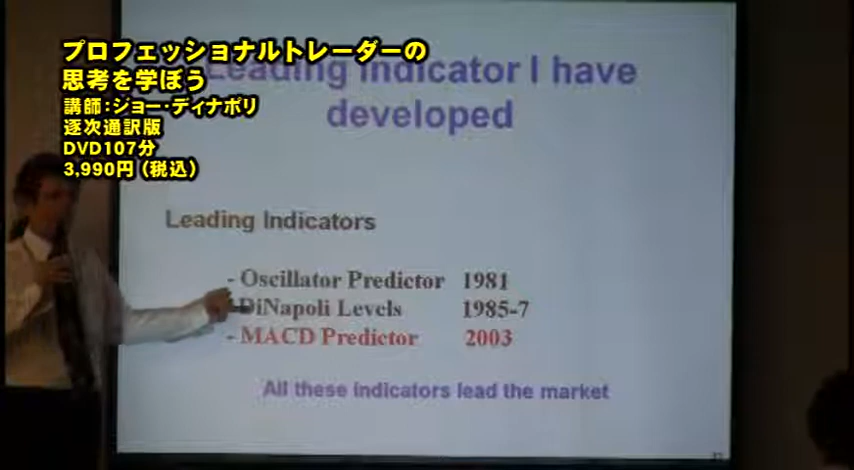 プロフェッショナルトレーダーの
思考を学ぼう
講師：ジョー・ディナポリ
逐次通訳版
DVD107分
3,990円（税込）
Leading Indicator I have
developed
Leading Indicators
- Oscillator Predictor 1981
DiNapoli Levels 1985-7
- MACD Predictor 2003
All these indicators lead the market